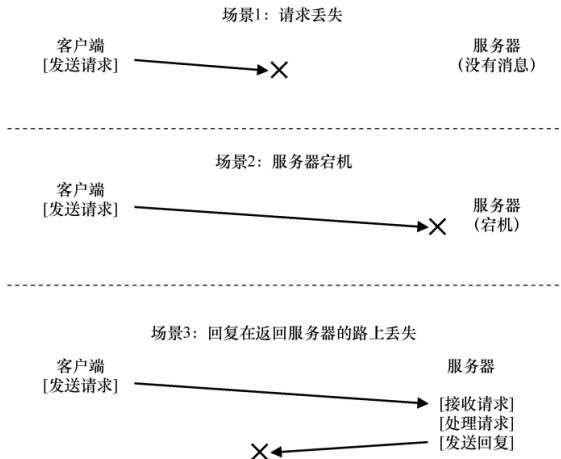 场景1：请求丢失
客户端
[发送请求]
服务器
（没有消息）
场景2：服务器宕机
客户端
[发送请求]
服务器
（宕机）
场景3：回复在返回服务器的路上丢失
客户端
[发送请求]
服务器
[接收请求]
[处理请求]
[发送回复]